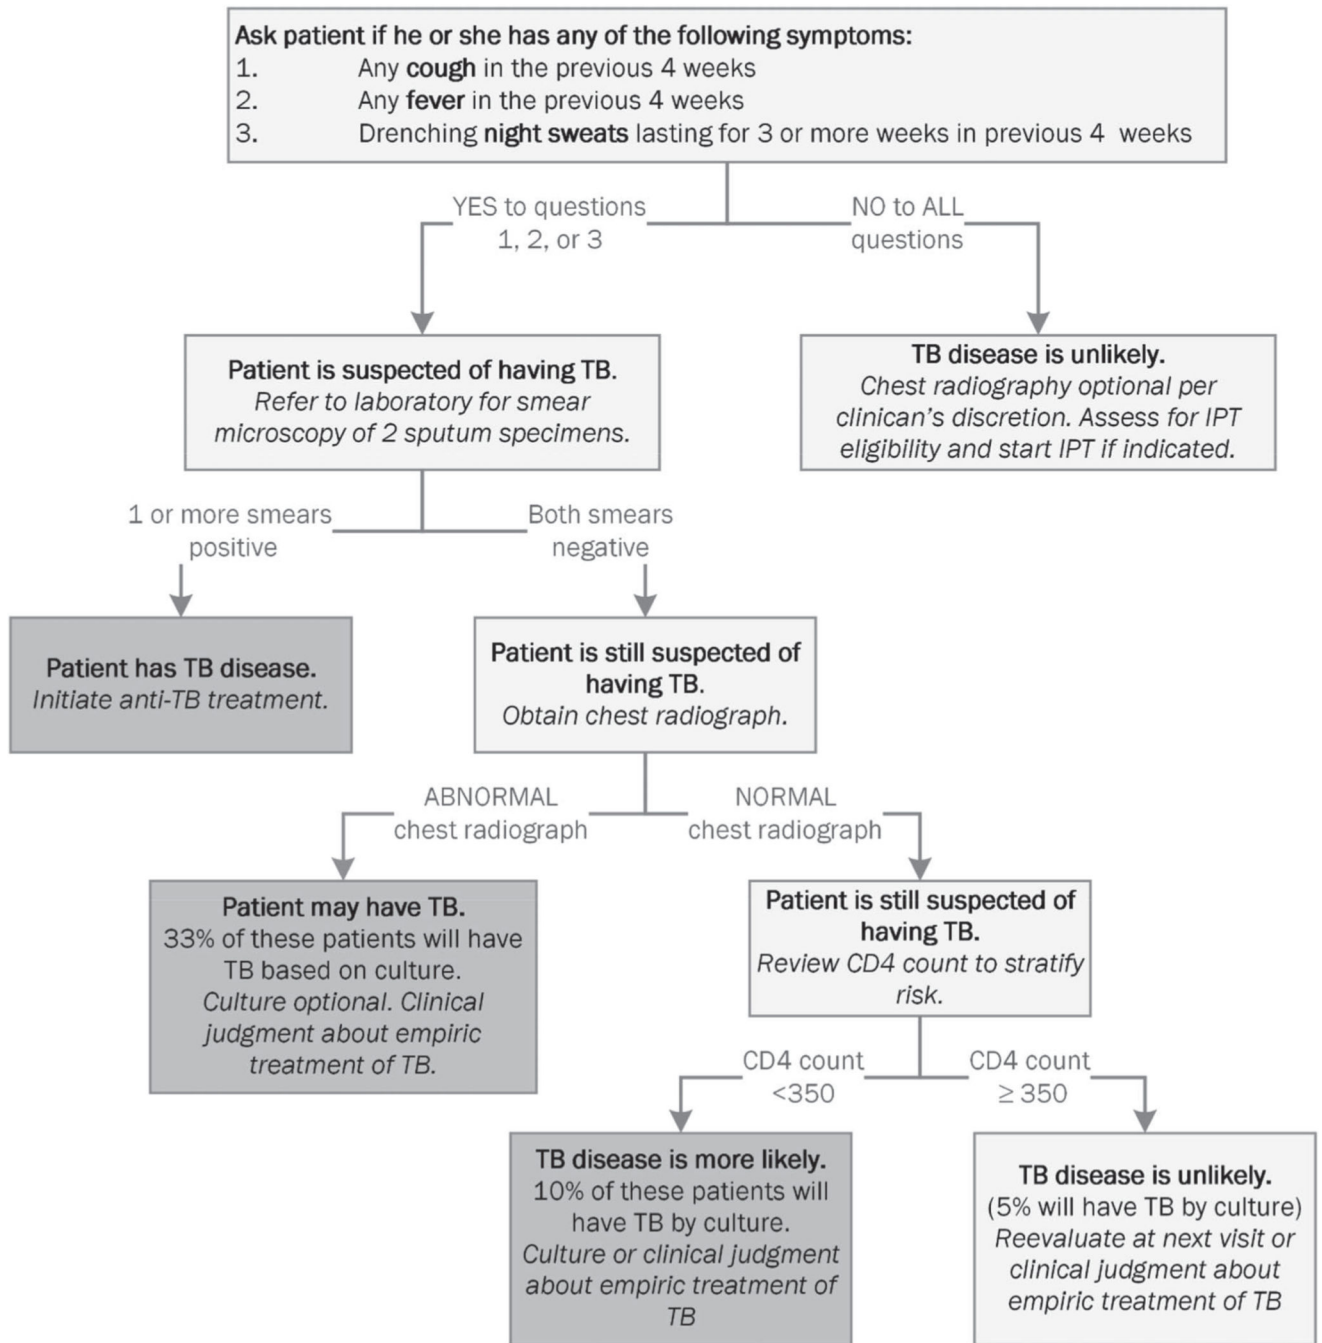 Ask patient if he or she has any of the following symptoms:
1. Any cough in the previous 4 weeks
2. Any fever in the previous 4 weeks
3. Drenching night sweats lasting for 3 or more weeks in previous 4 weeks
YES to questions
1, 2, or 3
NO to ALL
questions
Patient is suspected of having TB.
Refer to laboratory for smear
microscopy of 2 sputum specimens.
TB disease is unlikely.
Chest radiography optional per
clinican's discretion. Assess for IPT
eligibility and start IPT if indicated.
1 or more smears
positive
Both smears
negative
Patient has TB disease.
Initiate anti-TB treatment.
Patient is still suspected of
having TB.
Obtain chest radiograph.
ABNORMAL
chest radiograph
NORMAL
chest radiograph
Patient may have TB.
33% of these patients will have
TB based on culture.
Culture optional. Clinical
judgment about empiric
treatment of TB.
Patient is still suspected of
having TB.
Review CD4 count to stratify
risk.
CD4 count
<350
CD4 count
≥ 350
TB disease is more likely.
10% of these patients will
have TB by culture.
Culture or clinical judgment
about empiric treatment of
TB
TB disease is unlikely.
(5% will have TB by culture)
Reevaluate at next visit or
clinical judgment about
empiric treatment of TB